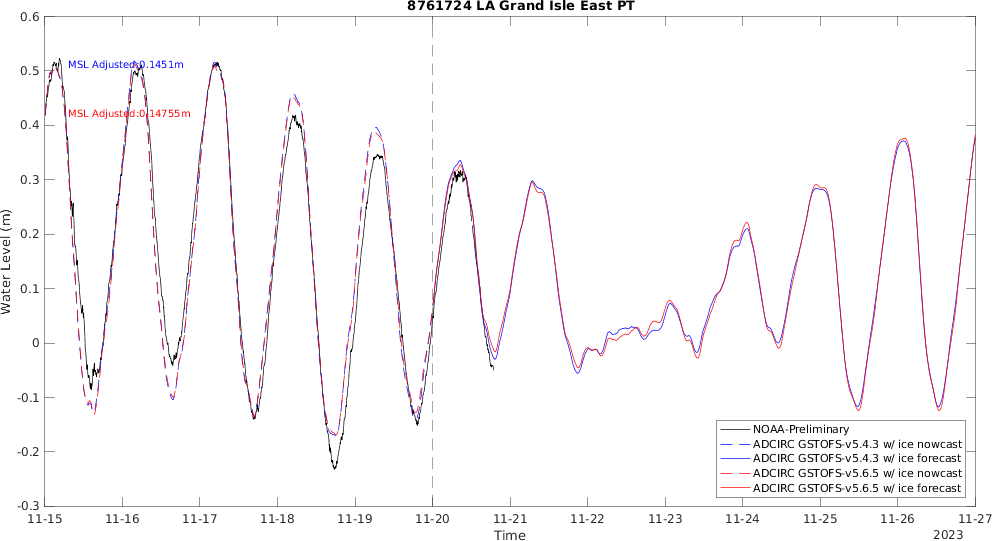 8761724 LA Grand Isle East PT
0.6
0.5
0.4
0.3
0.2
0.1
0
-0.1
-0.2
-0.3
Water Level (m)
MSL Adjusted:0.1451m
MSL Adjusted:0.14755m
NOAA-Preliminary
ADCIRC GSTOFS-v5.4.3 w/ ice nowcast
ADCIRC GSTOFS-v5.4.3 w/ ice forecast
ADCIRC GSTOFS-v5.6.5 w/ ice nowcast
ADCIRC GSTOFS-v5.6.5 w/ ice forecast
11-15 11-16 11-17 11-18 11-19 11-20 11-21 11-22 11-23 11-24 11-25 11-26 11-27
Time
2023